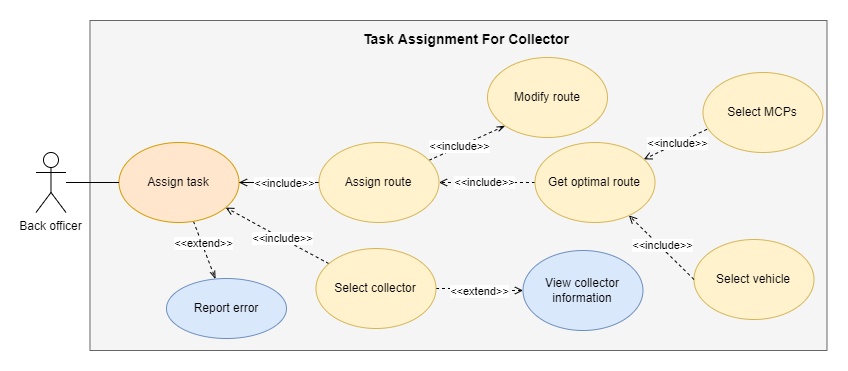 Task Assignment For Collector
Modify route
Select MCPs
<<include>>
<<include>>
Assign task
<<include>>
Assign route
<<include>>
Get optimal route
Back officer
<<extend>>
<<include>>
<<include>>
Report error
Select collector
<<extend>>
View collector
information
Select vehicle